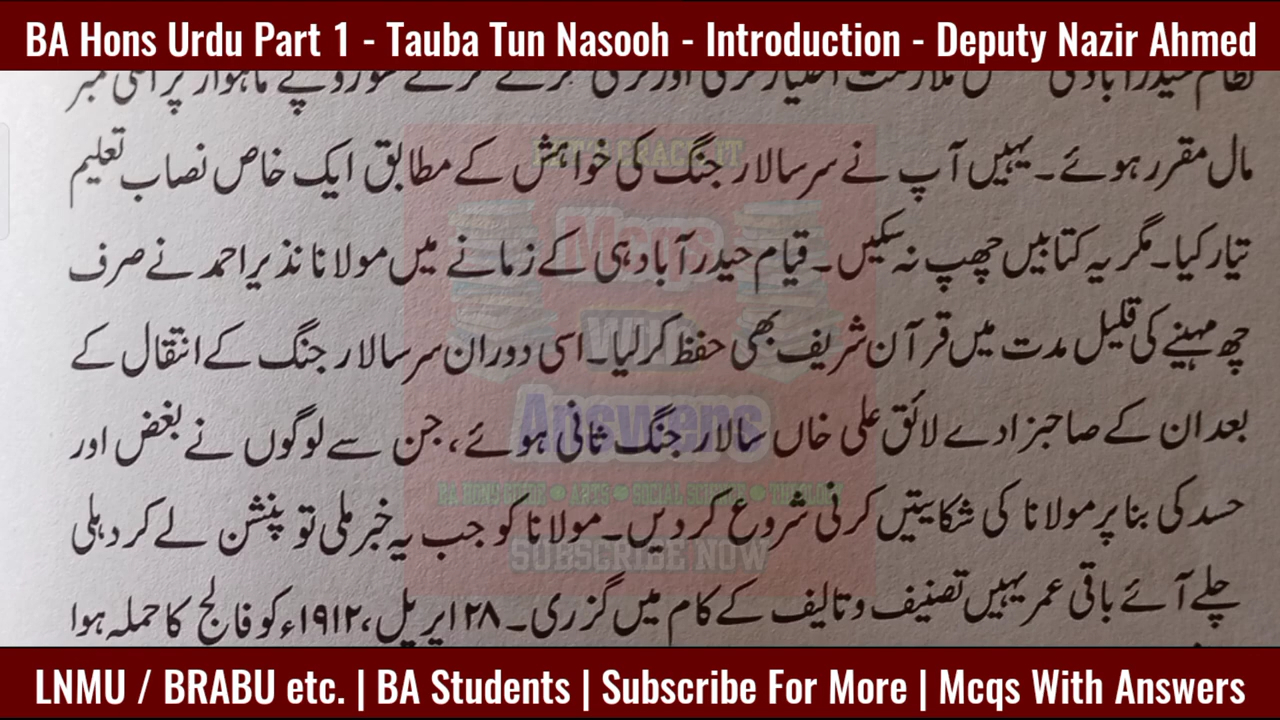 BA Hons Urdu Part 1 - Tauba Tun Nasooh - Introduction - Deputy Nazir Ahmed
مال مقرر ہوئے۔ یہیں آپ نے سر سالار جنگ کی خواہش کے مطابق ایک خاص نصاب تعلیم
تیار کیا۔ مگر یہ کتابیں چھپ نہ سکیں۔ قیام حیدرآباد ہی کے زمانے میں مولانا نذیر احمد نے صرف
چھ مہینے کی قلیل مدت میں قرآن شریف بھی حفظ کرلیا۔ اسی دوران سر سالار جنگ کے انتقال کے
بعد ان کے صاحبزادے لائق علی خاں سالار جنگ ثانی ہوئے، جن سے لوگوں نے بغض اور
حسد کی بنا پر مولانا کی شکایتیں کرنی شروع کردیں۔ مولانا کو جب یہ خبر ملی تو پنشن لے کر دہلی
چلے آئے باقی عمر یہیں تصنیف و تالیف کے کام میں گزری۔ ۲۸ اپریل، ۱۹۱۲ء کو فالج کا حملہ ہوا
Mcqs
With
Answers
SUBSCRIBE NOW
LNMU / BRABU etc. | BA Students | Subscribe For More | Mcqs With Answers